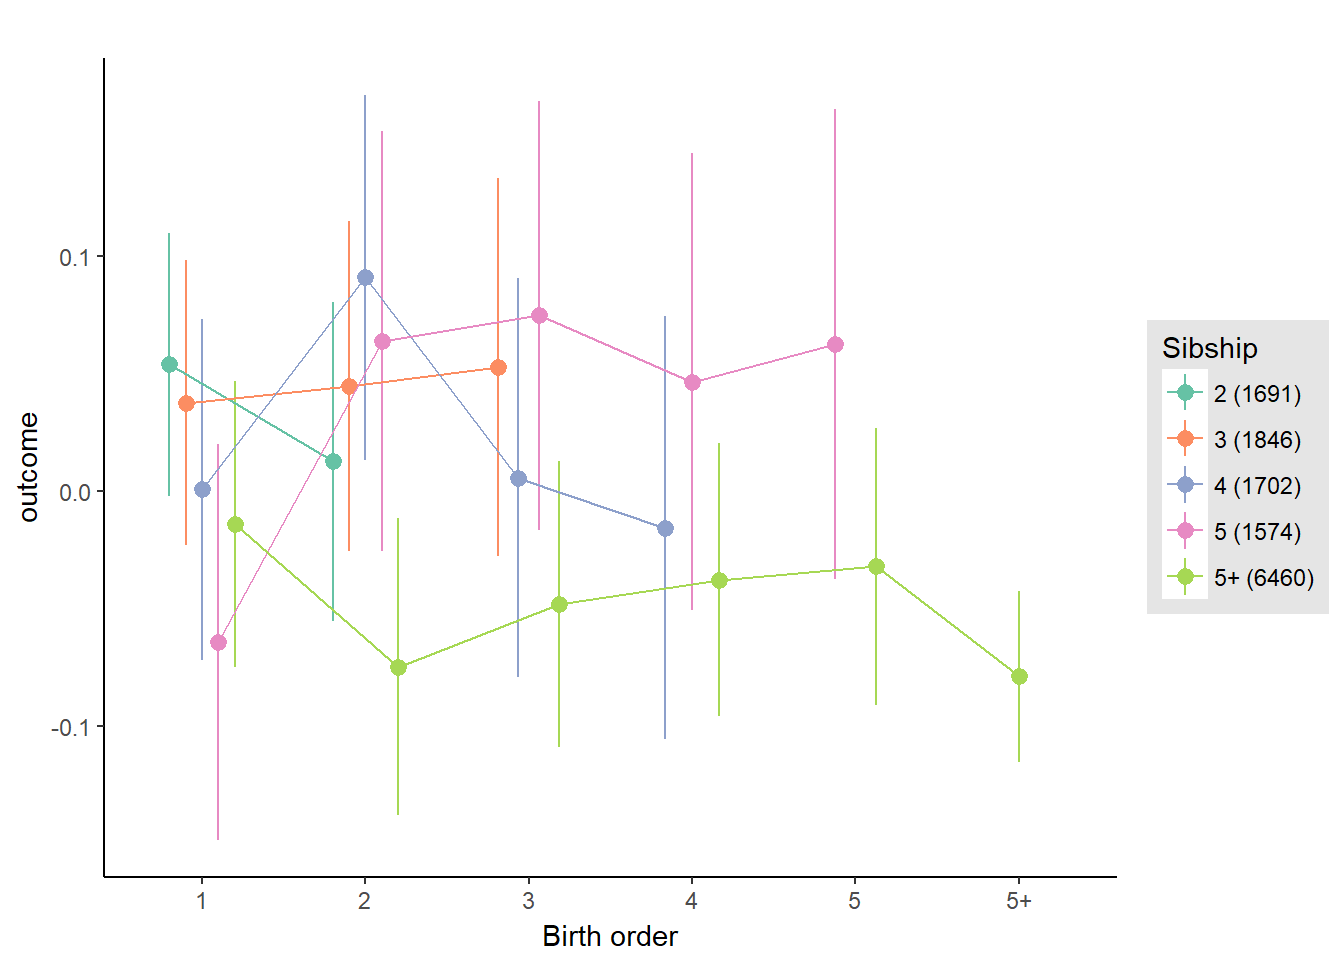 outcome
0.1
0.0
-0.1
1 2 3 4 5 5+
Birth order
Sibship
2 (1691)
3 (1846)
4 (1702)
5 (1574)
5+ (6460)